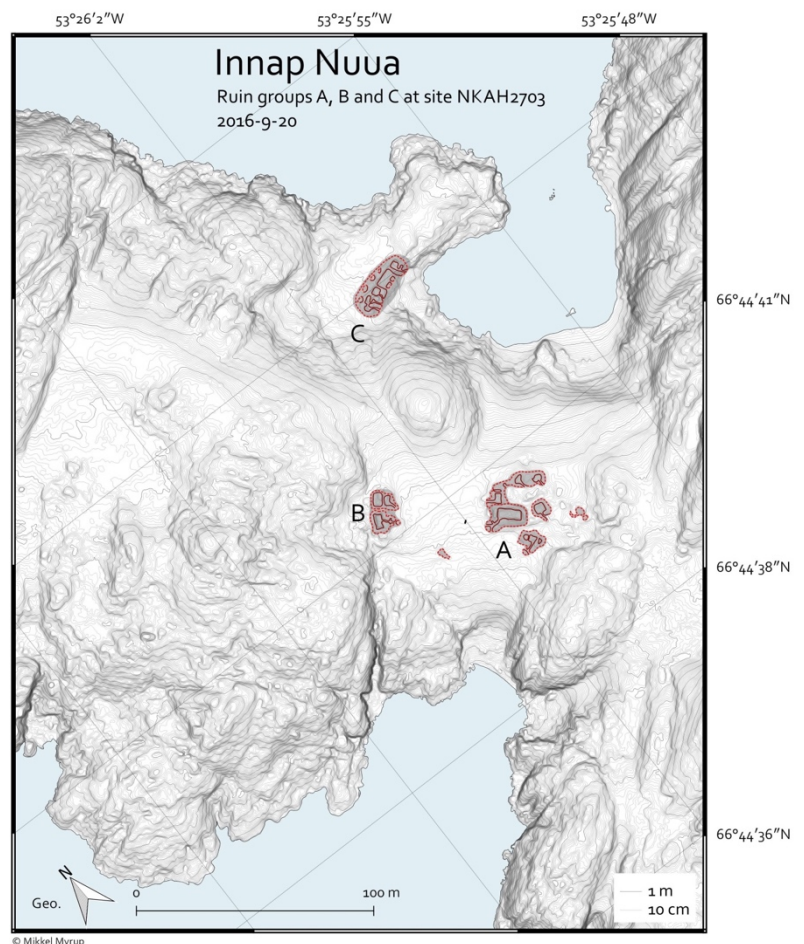 53°26′2″W 53°25′55″W 53°25′48″W
Innap Nuua
Ruin groups A, B and C at site NKAH2703
2016-9-20
66°44′41″N
C
B
A
66°44′38″N
66°44′36″N
N
Geo.
0 100 m
1 m
10 cm
© Mikkel Myrup